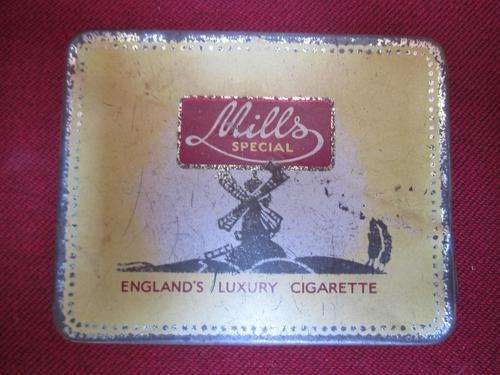 Mills
SPECIAL
ENGLAND'S LUXURY CIGARETTE